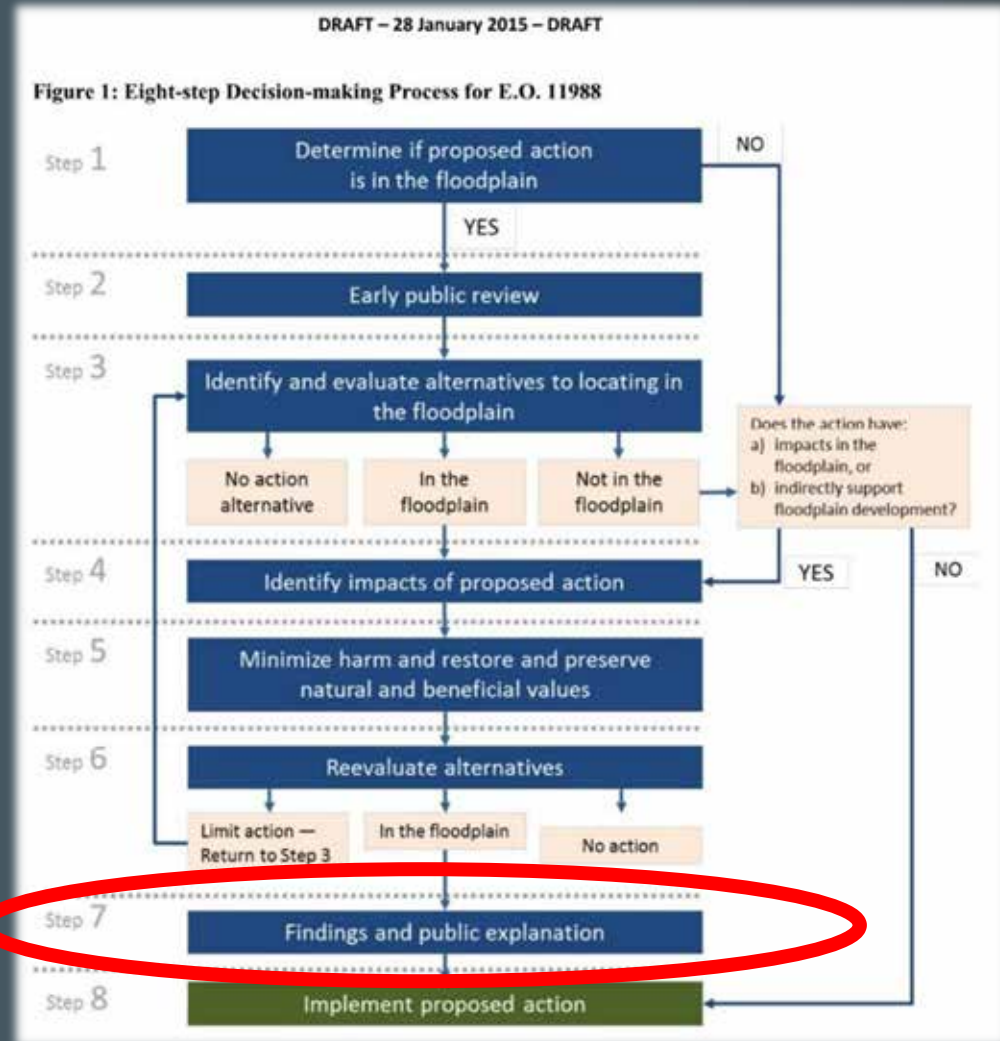 DRAFT – 28 January 2015 – DRAFT
Figure 1: Eight-step Decision-making Process for E.O. 11988
Step 1
Determine if proposed action
is in the floodplain
NO
YES
Step 2
Early public review
Step 3
Identify and evaluate alternatives to locating in
the floodplain
No action
alternative
In the
floodplain
Not in the
floodplain
Does the action have:
a) impacts in the
floodplain, or
b) indirectly support
floodplain development?
Step 4
Identify impacts of proposed action
YES
NO
Step 5
Minimize harm and restore and preserve
natural and beneficial values
Step 6
Reevaluate alternatives
Limit action —
Return to Step 3
In the floodplain
No action
Step 7
Findings and public explanation
Step 8
Implement proposed action